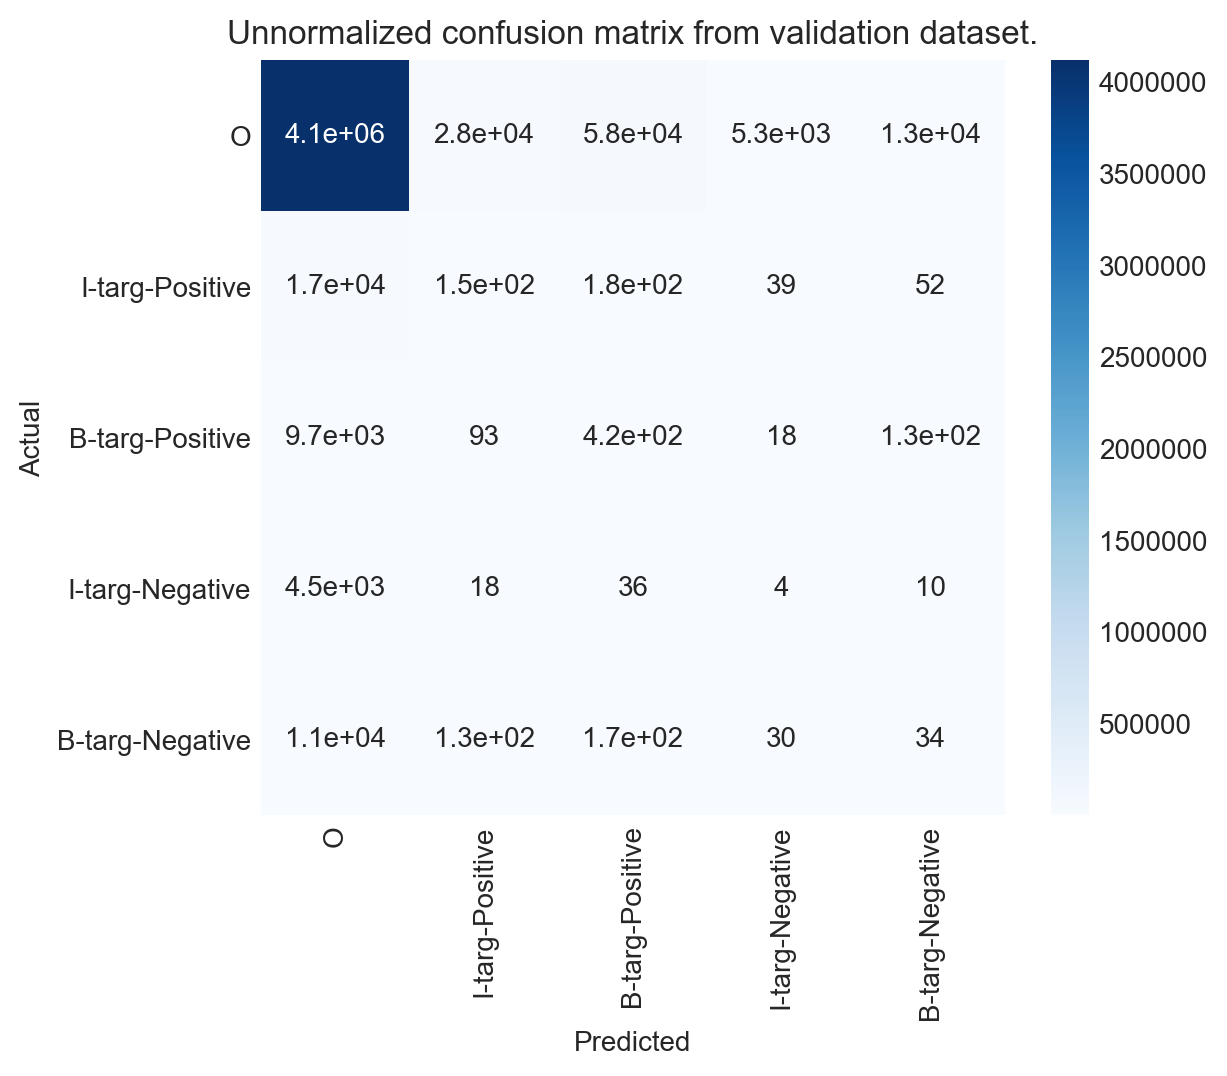 Unnormalized confusion matrix from validation dataset.
O 4.1e+06 2.8e+04 5.8e+04 5.3e+03 1.3e+04
I-targ-Positive 1.7e+04 1.5e+02 1.8e+02 39 52
B-targ-Positive 9.7e+03 93 4.2e+02 18 1.3e+02
I-targ-Negative 4.5e+03 18 36 4 10
B-targ-Negative 1.1e+04 1.3e+02 1.7e+02 30 34
Actual
O
I-targ-Positive
B-targ-Positive
I-targ-Negative
B-targ-Negative
Predicted
4000000
3500000
3000000
2500000
2000000
1500000
1000000
500000